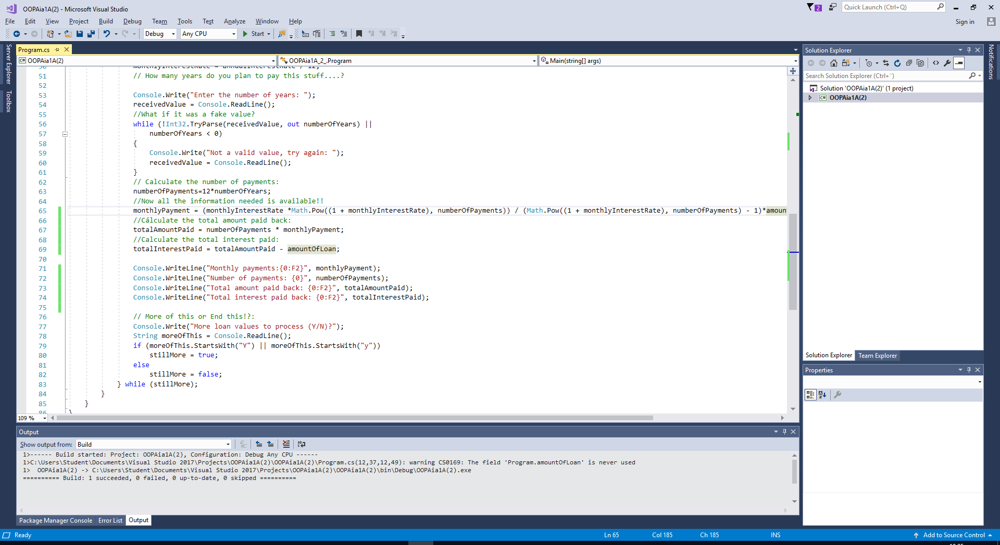 OOPAia1A(2) - Microsoft Visual Studio
2
Quick Launch (Ctrl+Q)
File Edit View Project Build Debug Team Tools Test Analyze Window Help
Sign in
Debug Any CPU Start
Server Explorer
Toolbox
Notifications
Program.cs
OOPAia1A(2) OOPAia1A_2_.Program Main(string[] args)
50 monthlyInterestRate = annualInterestRate / 12;
51 // How many years do you plan to pay this stuff....?
52
53 Console.Write("Enter the number of years: ");
54 receivedValue = Console.ReadLine();
55 //What if it was a fake value?
56 while (!Int32.TryParse(receivedValue, out numberOfYears) ||
57 numberOfYears < 0)
58 {
59 Console.Write("Not a valid value, try again: ");
60 receivedValue = Console.ReadLine();
61 }
62 // Calculate the number of payments:
63 numberOfPayments=12*numberOfYears;
64 //Now all the information needed is available!!
65 monthlyPayment = (monthlyInterestRate *Math.Pow((1 + monthlyInterestRate), numberOfPayments)) / (Math.Pow((1 + monthlyInterestRate), numberOfPayments) - 1)*amoun
66 //Cálculate the total amount paid back:
67 totalAmountPaid = numberOfPayments * monthlyPayment;
68 //Calculate the total interest paid:
69 totalInterestPaid = totalAmountPaid - amountOfLoan;
70
71 Console.WriteLine("Monthly payments:{0:F2}", monthlyPayment);
72 Console.WriteLine("Number of payments: {0}", numberOfPayments);
73 Console.WriteLine("Total amount paid back: {0:F2}", totalAmountPaid);
74 Console.WriteLine("Total interest paid back: {0:F2}", totalInterestPaid);
75
76 // More of this or End this!?:
77 Console.Write("More loan values to process (Y/N)?");
78 String moreOfThis = Console.ReadLine();
79 if (moreOfThis.StartsWith("Y") || moreOfThis.StartsWith("y"))
80 stillMore = true;
81 else
82 stillMore = false;
83 } while (stillMore);
84 }
85 }
86 }
109 %
Solution Explorer
Search Solution Explorer (Ctrl+¨)
Solution 'OOPAia1A(2)' (1 project)
C# OOPAia1A(2)
Solution Explorer Team Explorer
Properties
Output
Show output from: Build
1>------ Build started: Project: OOPAia1A(2), Configuration: Debug Any CPU ------
1>C:\Users\Student\Documents\Visual Studio 2017\Projects\OOPAia1A(2)\OOPAia1A(2)\Program.cs(12,37,12,49): warning CS0169: The field 'Program.amountOfLoan' is never used
1> OOPAia1A(2) -> C:\Users\Student\Documents\Visual Studio 2017\Projects\OOPAia1A(2)\OOPAia1A(2)\bin\Debug\OOPAia1A(2).exe
========== Build: 1 succeeded, 0 failed, 0 up-to-date, 0 skipped ==========
Package Manager Console Error List Output
Ready Ln 65 Col 185 Ch 185 INS Add to Source Control